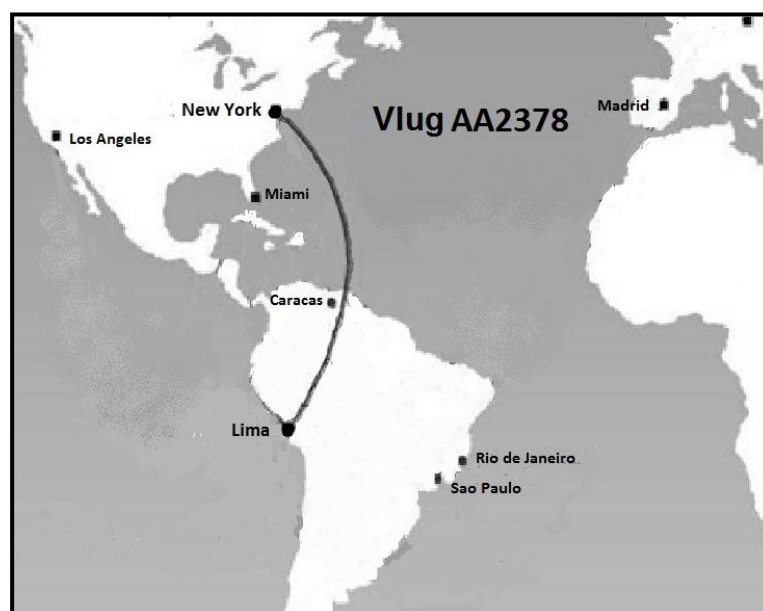 New York
Vlug AA2378
Madrid
Los Angeles
Miami
Caracas
Lima
Rio de Janeiro
Sao Paulo